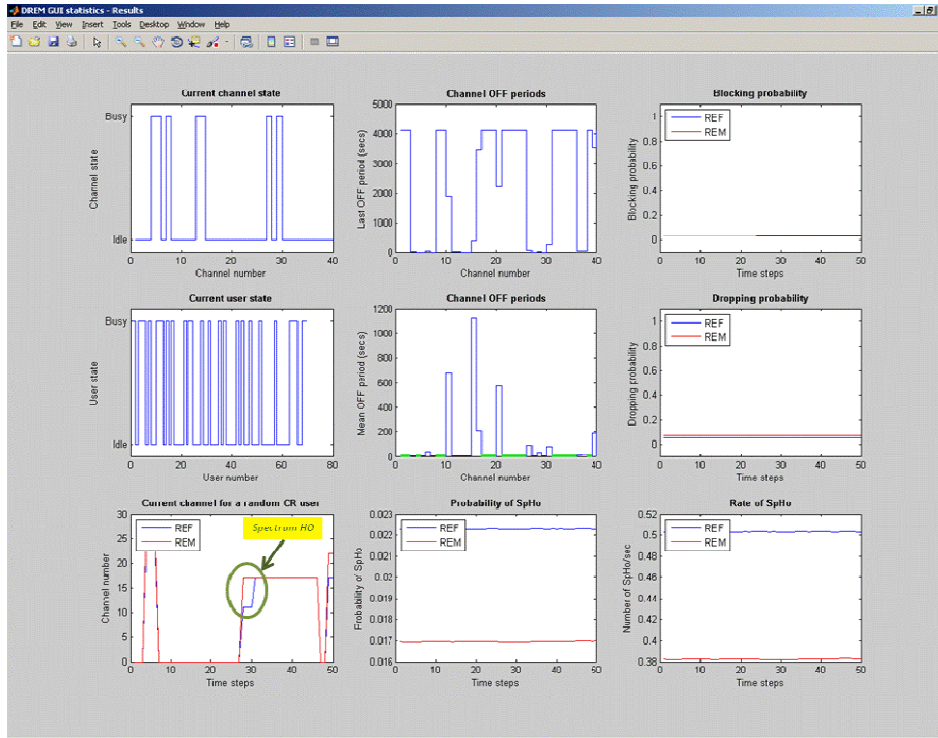 DREM GUI statistics - Results
File Edit View Insert Tools Desktop Window Help
Current channel state
Channel state
Busy
Idle
0 10 20 30 40
Channel number
Channel OFF periods
Last OFF period (secs)
5000
4000
3000
2000
1000
0
0 10 20 30 40
Channel number
Blocking probability
REF
REM
Blocking probability
1
0.8
0.6
0.4
0.2
0
0 10 20 30 40 50
Time steps
Current user state
User state
Busy
Idle
0 20 40 60 80
User number
Channel OFF periods
Mean OFF period (secs)
1200
1000
800
600
400
200
0
0 10 20 30 40
Channel number
Dropping probability
REF
REM
Dropping probability
1
0.8
0.6
0.4
0.2
0
0 10 20 30 40 50
Time steps
Current channel for a random CR user
REF
REM
Spectrum HO
Channel number
30
25
20
15
10
5
0
0 10 20 30 40 50
Time steps
Probability of SpHo
REF
REM
Probability of SpHo
0.023
0.022
0.02
0.02
0.019
0.018
0.017
0.016
0 10 20 30 40 50
Time steps
Rate of SpHo
REF
REM
Number of SpHo/sec
0.52
0.5
0.48
0.46
0.44
0.42
0.4
0.38
0 10 20 30 40 50
Time steps